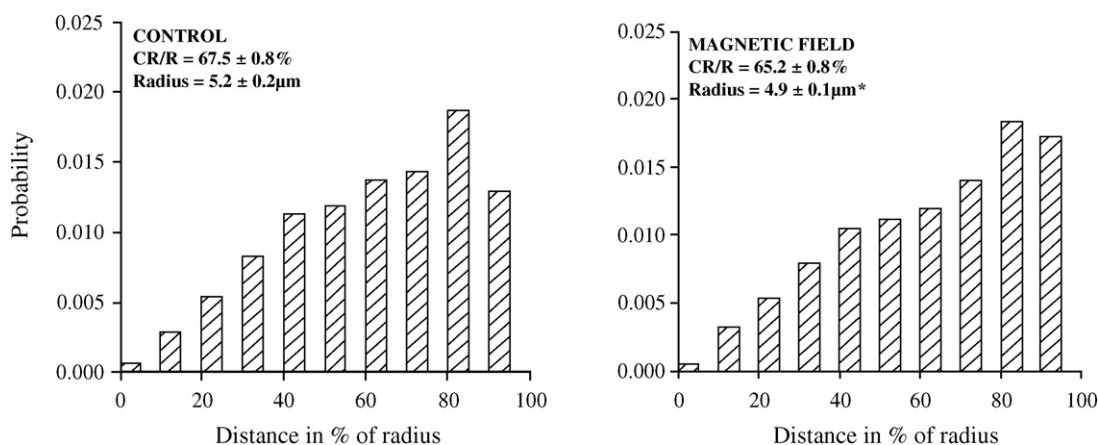 0.025
CONTROL
CR/R = 67.5 ± 0.8%
Radius = 5.2 ± 0.2µm
0.020
0.015
0.010
0.005
0.000
Probability
0
20
40
60
80
100
Distance in % of radius
0.025
MAGNETIC FIELD
CR/R = 65.2 ± 0.8%
Radius = 4.9 ± 0.1µm*
0.020
0.015
0.010
0.005
0.000
0
20
40
60
80
100
Distance in % of radius